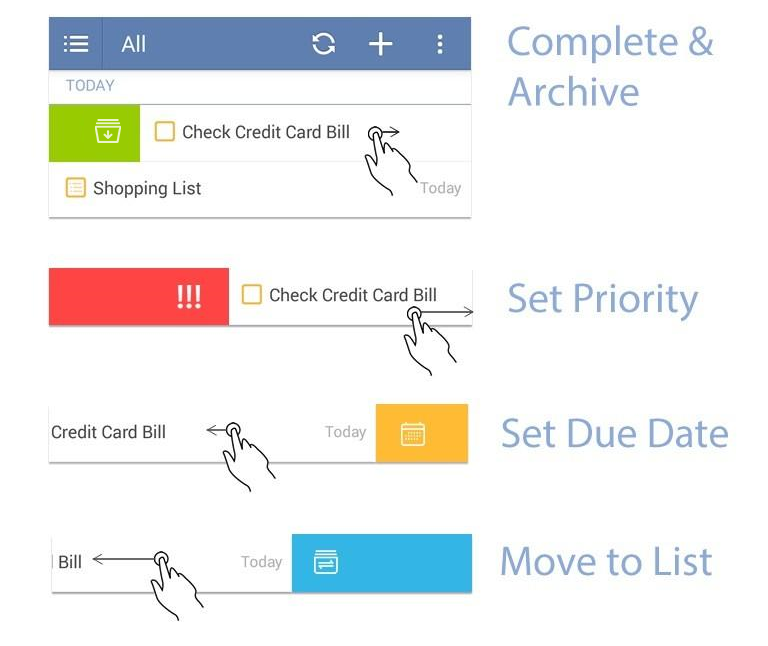 All
Complete &
Archive
TODAY
Check Credit Card Bill
Shopping List
Today
!!!
Check Credit Card Bill
Set Priority
Credit Card Bill
Today
Set Due Date
Bill
Today
Move to List